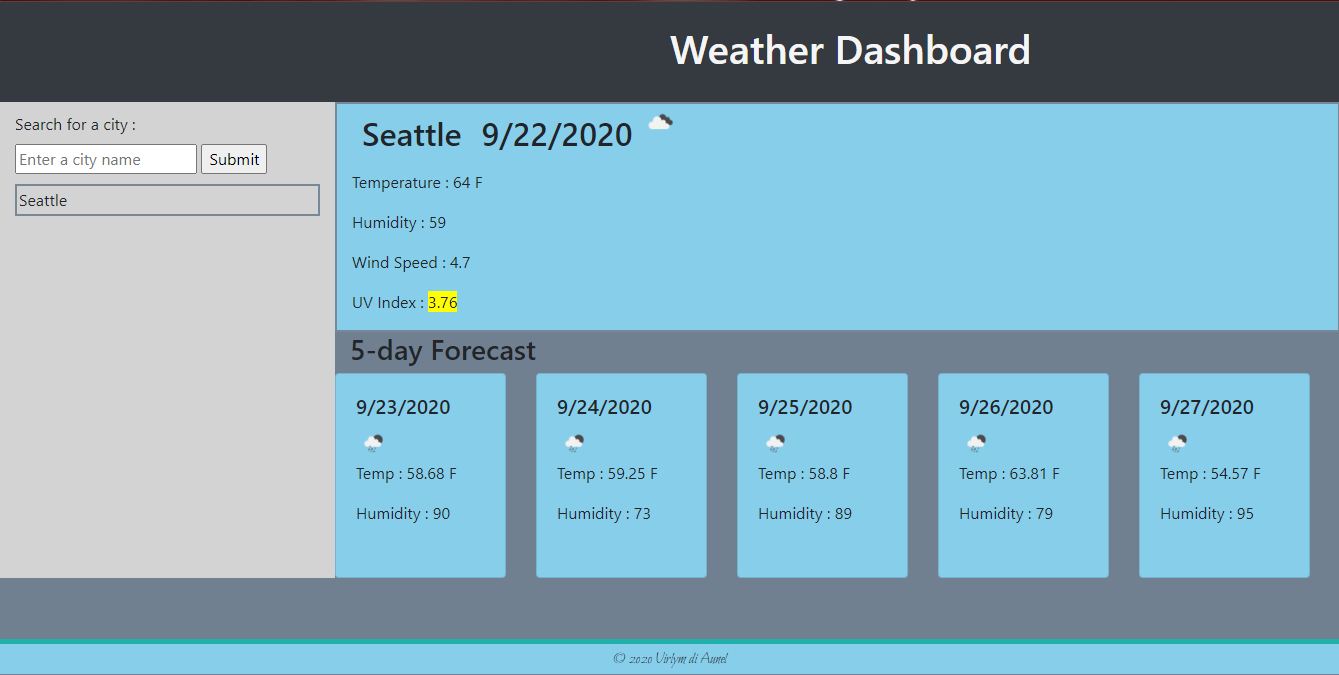 Weather Dashboard
Search for a city :
Enter a city name
Submit
Seattle
Seattle 9/22/2020
Temperature : 64 F
Humidity : 59
Wind Speed : 4.7
UV Index : 3.76
5-day Forecast
9/23/2020
Temp : 58.68 F
Humidity : 90
9/24/2020
Temp : 59.25 F
Humidity : 73
9/25/2020
Temp : 58.8 F
Humidity : 89
9/26/2020
Temp : 63.81 F
Humidity : 79
9/27/2020
Temp : 54.57 F
Humidity : 95
© 2020 Virlym di Aunel